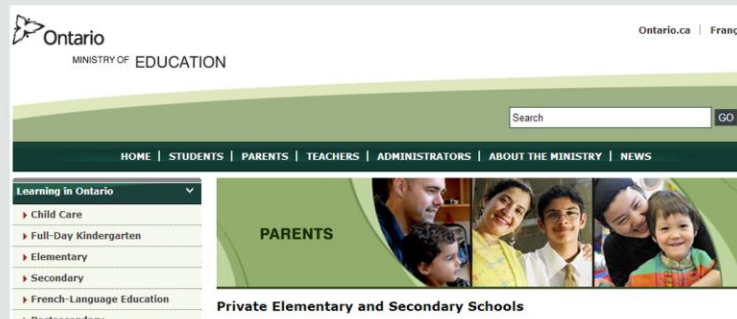 Ontario
MINISTRY OF EDUCATION
Ontario.ca | Franç
Search GO
HOME | STUDENTS | PARENTS | TEACHERS | ADMINISTRATORS | ABOUT THE MINISTRY | NEWS
Learning in Ontario
Child Care
Full-Day Kindergarten
Elementary
Secondary
French-Language Education
PARENTS
Private Elementary and Secondary Schools